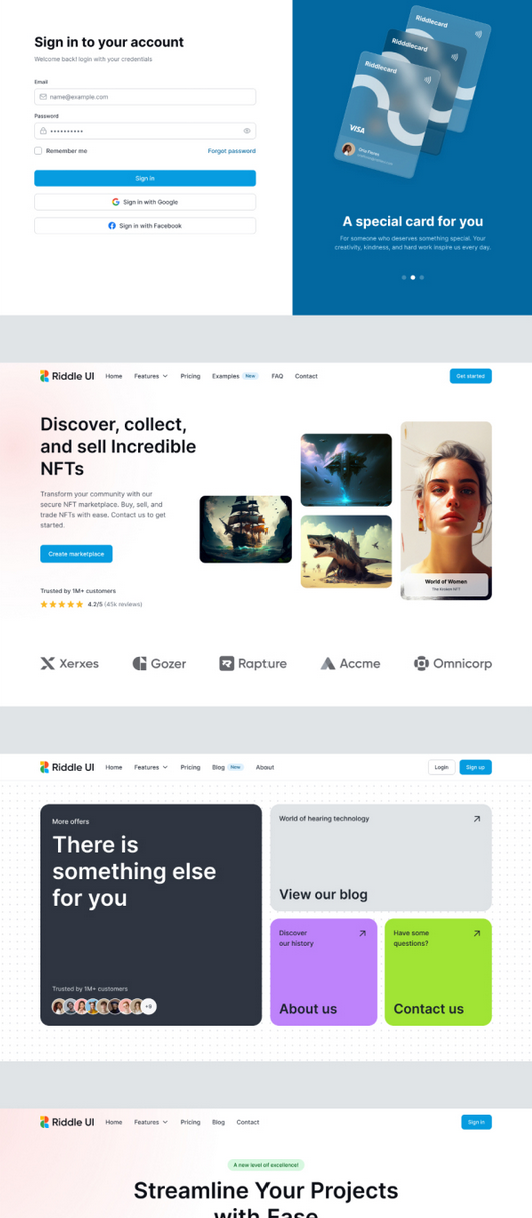 Sign in to your account
Welcome back! login with your credentials
Email
name@example.com
Password
Remember me
Forgot password
Sign in
Sign in with Google
Sign in with Facebook
Riddlecard
Riddlecard
Riddlecard
VISA
A special card for you
For someone who deserves something special. Your
creativity, kindness, and hard work inspire us every day.
Riddle UI Home Features Pricing Examples New FAQ Contact Get started
Discover, collect,
and sell Incredible
NFTs
Transform your community with our
secure NFT marketplace. Buy, sell, and
trade NFTs with ease. Contact us to get
started.
Create marketplace
Trusted by 1M+ customers
4.2/5 (45k reviews)
World of Women
Xerxes Gozer Rapture Accme Omnicorp
Riddle UI Home Features Pricing Blog New About Login Sign up
More offers
There is
something else
for you
Trusted by 1M+ customers
+9
World of hearing technology
View our blog
Discover
our history
About us
Have some
questions?
Contact us
Riddle UI Home Features Pricing Blog Contact Sign in
A new level of excellence!
Streamline Your Projects
with Ease